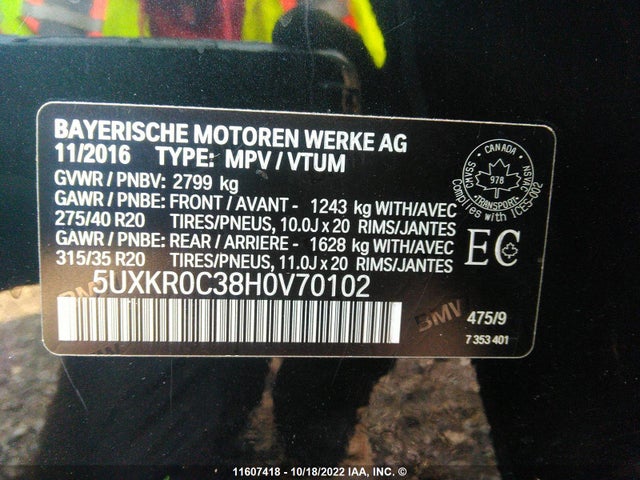 BAYERISCHE MOTOREN WERKE AG
11/2016 TYPE: MPV / VTUM
GVWR / PNBV: 2799 kg
GAWR / PNBE: FRONT / AVANT - 1243 kg WITH/AVEC
275/40 R20 TIRES/PNEUS, 10.0J x 20 RIMS/JANTES
GAWR / PNBE: REAR / ARRIERE - 1628 kg WITH/AVEC
315/35 R20 TIRES/PNEUS, 11.0J x 20 RIMS/JANTES
5UXKR0C38H0V70102
CANADA
CMVSS
NSVAC
978
TRANSPORT
Complies with ICES-002
EC
BMW
BMW
475/9
7 353 401
11607418 - 10/18/2022 IAA, INC. ©